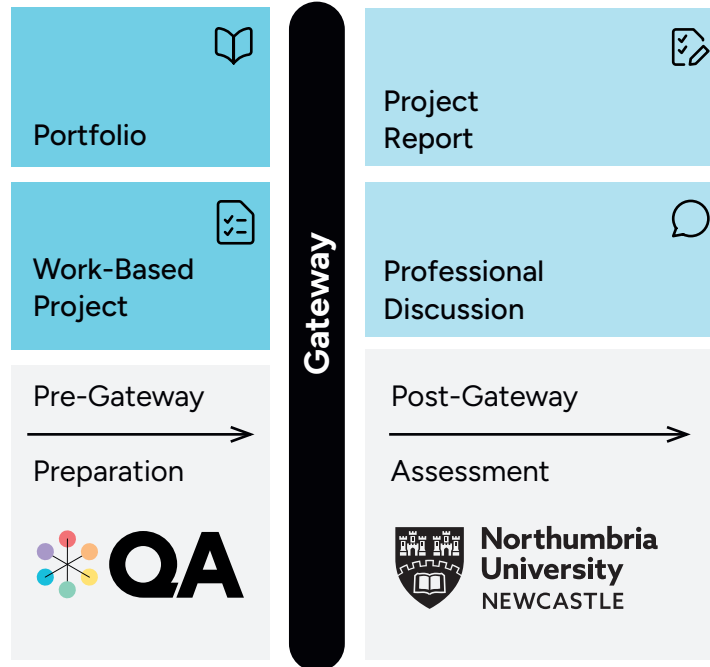 Portfolio
Work-Based
Project
Pre-Gateway
Preparation
QA
Gateway
Project
Report
Professional
Discussion
Post-Gateway
Assessment
Northumbria
University
NEWCASTLE